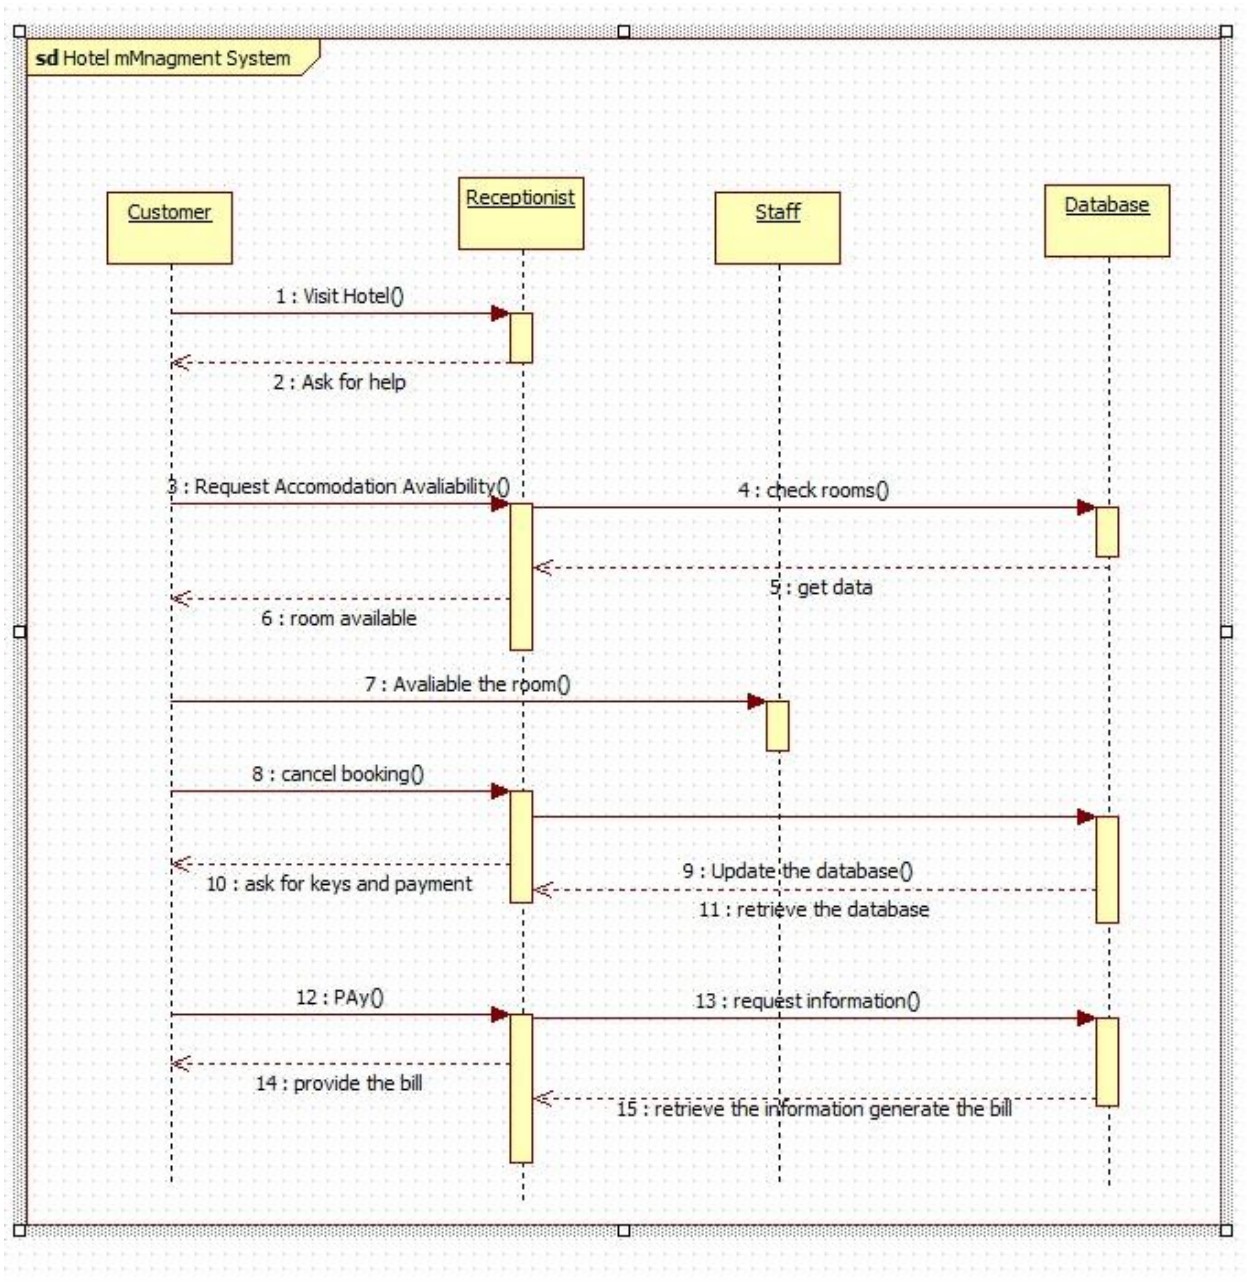 sd Hotel mMnagment System
Customer
Receptionist
Staff
Database
1 : Visit Hotel()
2 : Ask for help
3 : Request Accomodation Avaliability()
4 : check rooms()
5 : get data
6 : room available
7 : Avaliable the room()
8 : cancel booking()
9 : Update the database()
10 : ask for keys and payment
11 : retrieve the database
12 : PAy()
13 : request information()
14 : provide the bill
15 : retrieve the information generate the bill